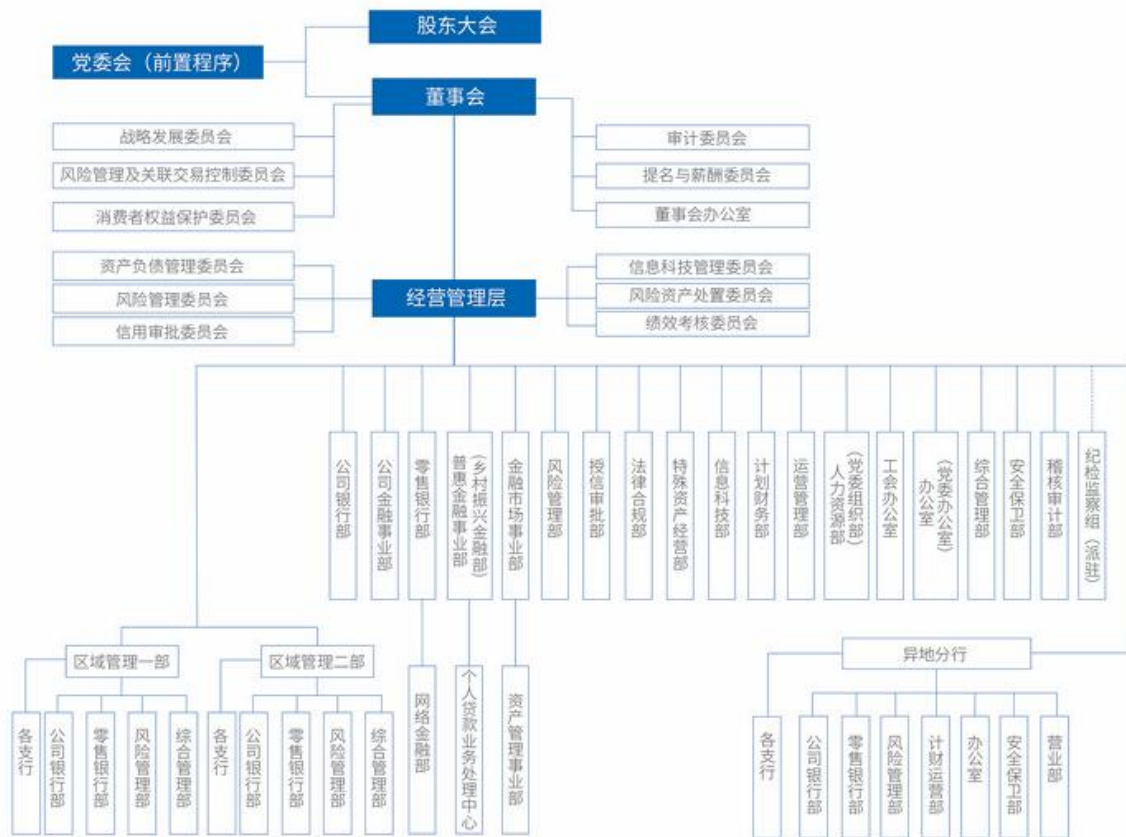 股东大会
党委会（前置程序）
董事会
战略发展委员会
审计委员会
风险管理及关联交易控制委员会
提名与薪酬委员会
消费者权益保护委员会
董事会办公室
资产负债管理委员会
信息科技管理委员会
经营管理层
风险管理委员会
风险资产处置委员会
信用审批委员会
绩效考核委员会
公司银行部
公司金融事业部
零售银行部
普惠金融事业部
（乡村振兴金融部）
金融市场事业部
风险管理部
授信审批部
法律合规部
特殊资产经营部
信息科技部
计划财务部
运营管理部
人力资源部
（党委组织部）
工会办公室
办公室
（党委办公室）
综合管理部
安全保卫部
稽核审计部
纪检监察组（派驻）
区域管理一部
区域管理二部
异地分行
各支行
公司银行部
零售银行部
风险管理部
综合管理部
各支行
公司银行部
零售银行部
风险管理部
综合管理部
网络金融部
个人贷款业务处理中心
资产管理事业部
各支行
公司银行部
零售银行部
风险管理部
计财运营部
办公室
安全保卫部
营业部